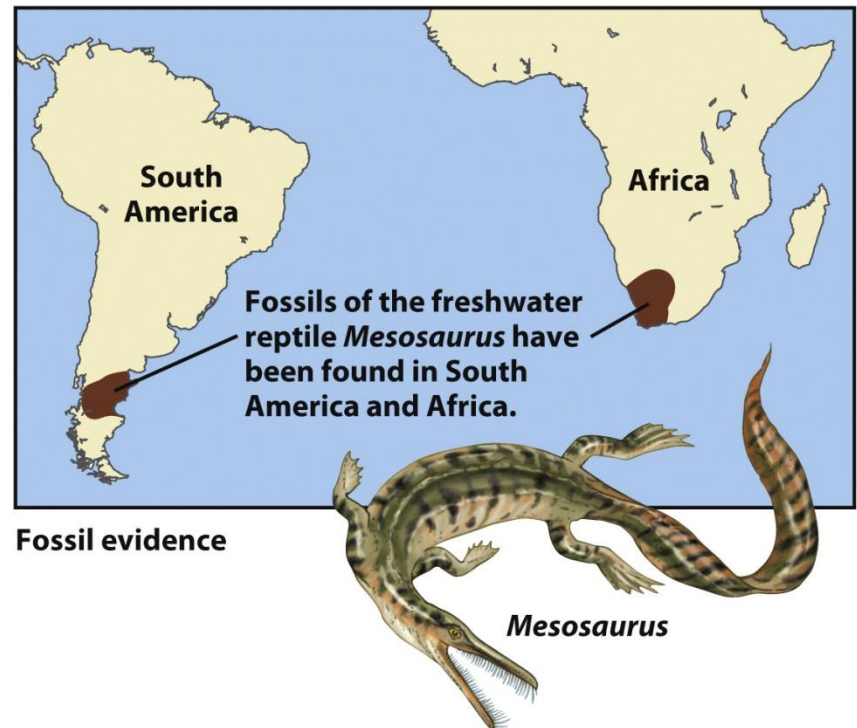 South
America
Africa
Fossils of the freshwater
reptile Mesosaurus have
been found in South
America and Africa.
Fossil evidence
Mesosaurus